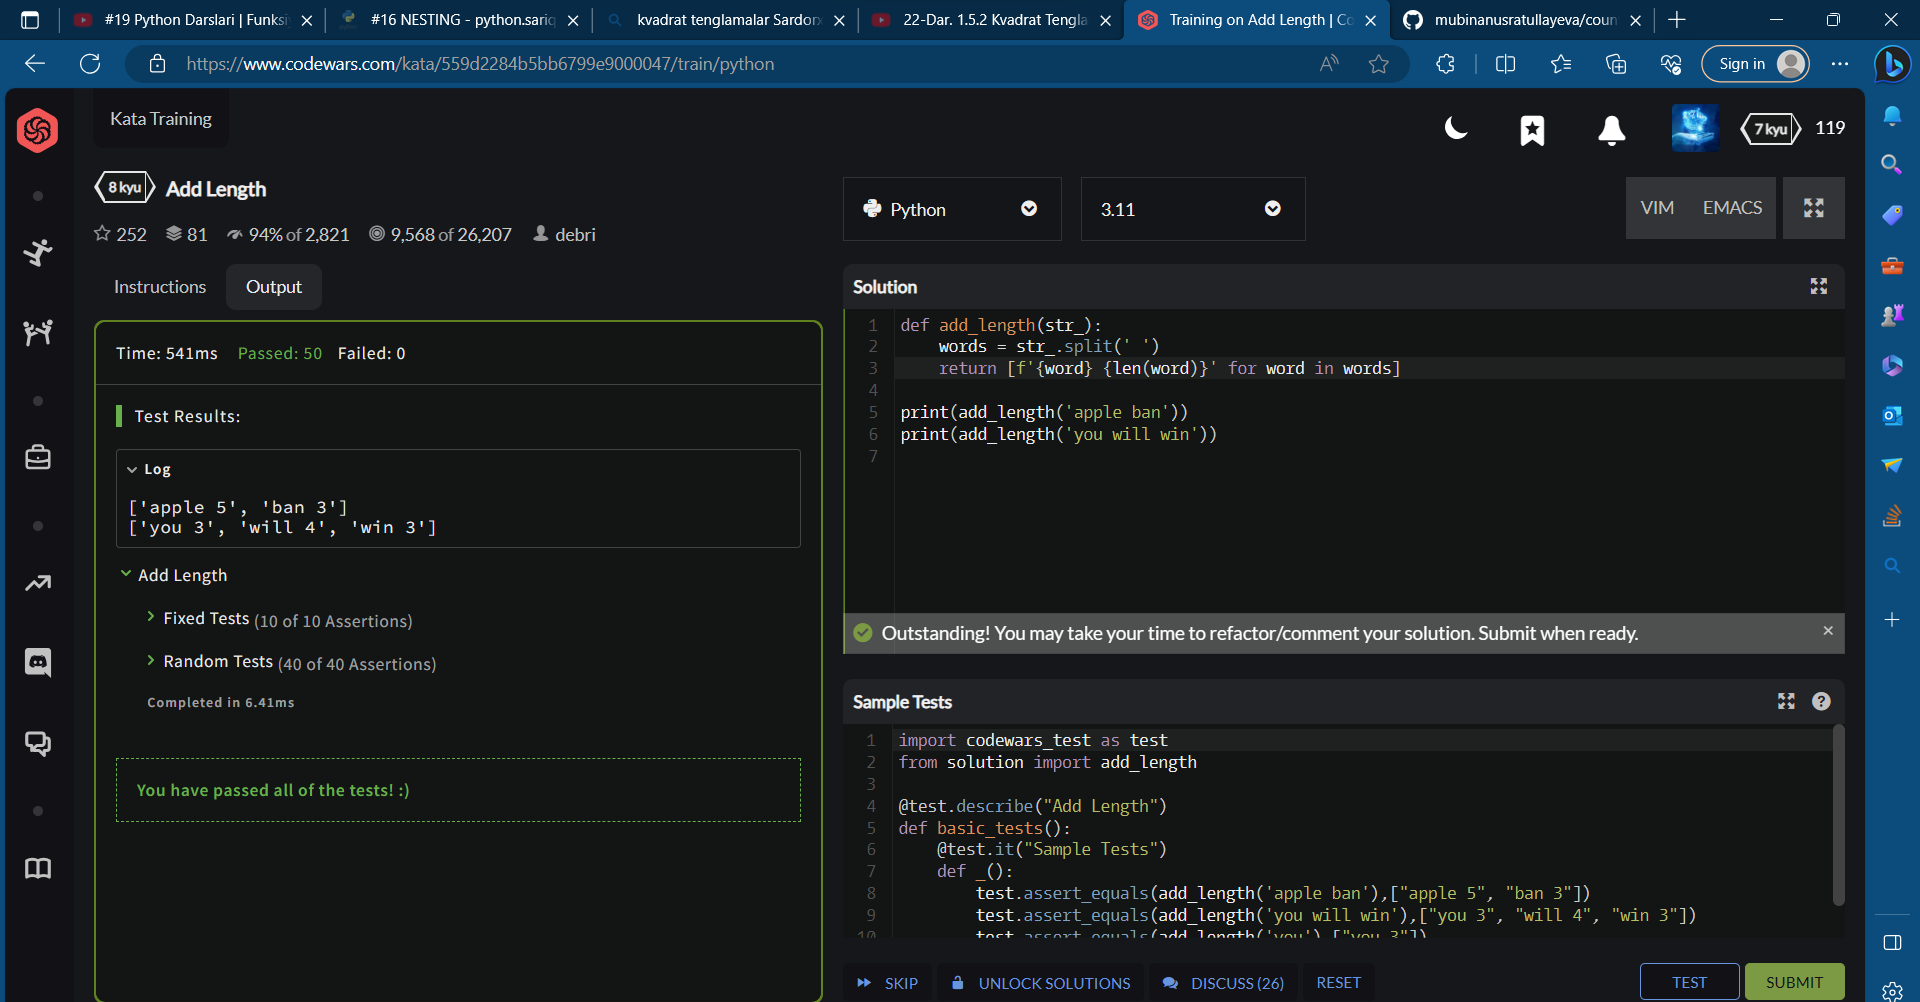 #19 Python Darslari | Funksi
#16 NESTING - python.sariq
kvadrat tenglamalar Sardor
22-Dar. 1.5.2 Kvadrat Tengla
Training on Add Length | Co
mubinanusratullayeva/coun
https://www.codewars.com/kata/559d2284b5bb6799e9000047/train/python
Sign in
Kata Training
7 kyu
119
8 kyu
Add Length
252
81
94% of 2,821
9,568 of 26,207
debri
Python
3.11
VIM
EMACS
Instructions
Output
Time: 541ms Passed: 50 Failed: 0
Test Results:
Log
['apple 5', 'ban 3']
['you 3', 'will 4', 'win 3']
Add Length
Fixed Tests (10 of 10 Assertions)
Random Tests (40 of 40 Assertions)
Completed in 6.41ms
You have passed all of the tests! :)
Solution
1 def add_length(str_):
2     words = str_.split(' ')
3     return [f'{word} {len(word)}' for word in words]
4
5 print(add_length('apple ban'))
6 print(add_length('you will win'))
7
Outstanding! You may take your time to refactor/comment your solution. Submit when ready.
Sample Tests
1 import codewars_test as test
2 from solution import add_length
3
4 @test.describe("Add Length")
5 def basic_tests():
6     @test.it("Sample Tests")
7     def _():
8         test.assert_equals(add_length('apple ban'),["apple 5", "ban 3"])
9         test.assert_equals(add_length('you will win'),["you 3", "will 4", "win 3"])
10         test.assert_equals(add_length('you'),["you 3"])
SKIP
UNLOCK SOLUTIONS
DISCUSS (26)
RESET
TEST
SUBMIT